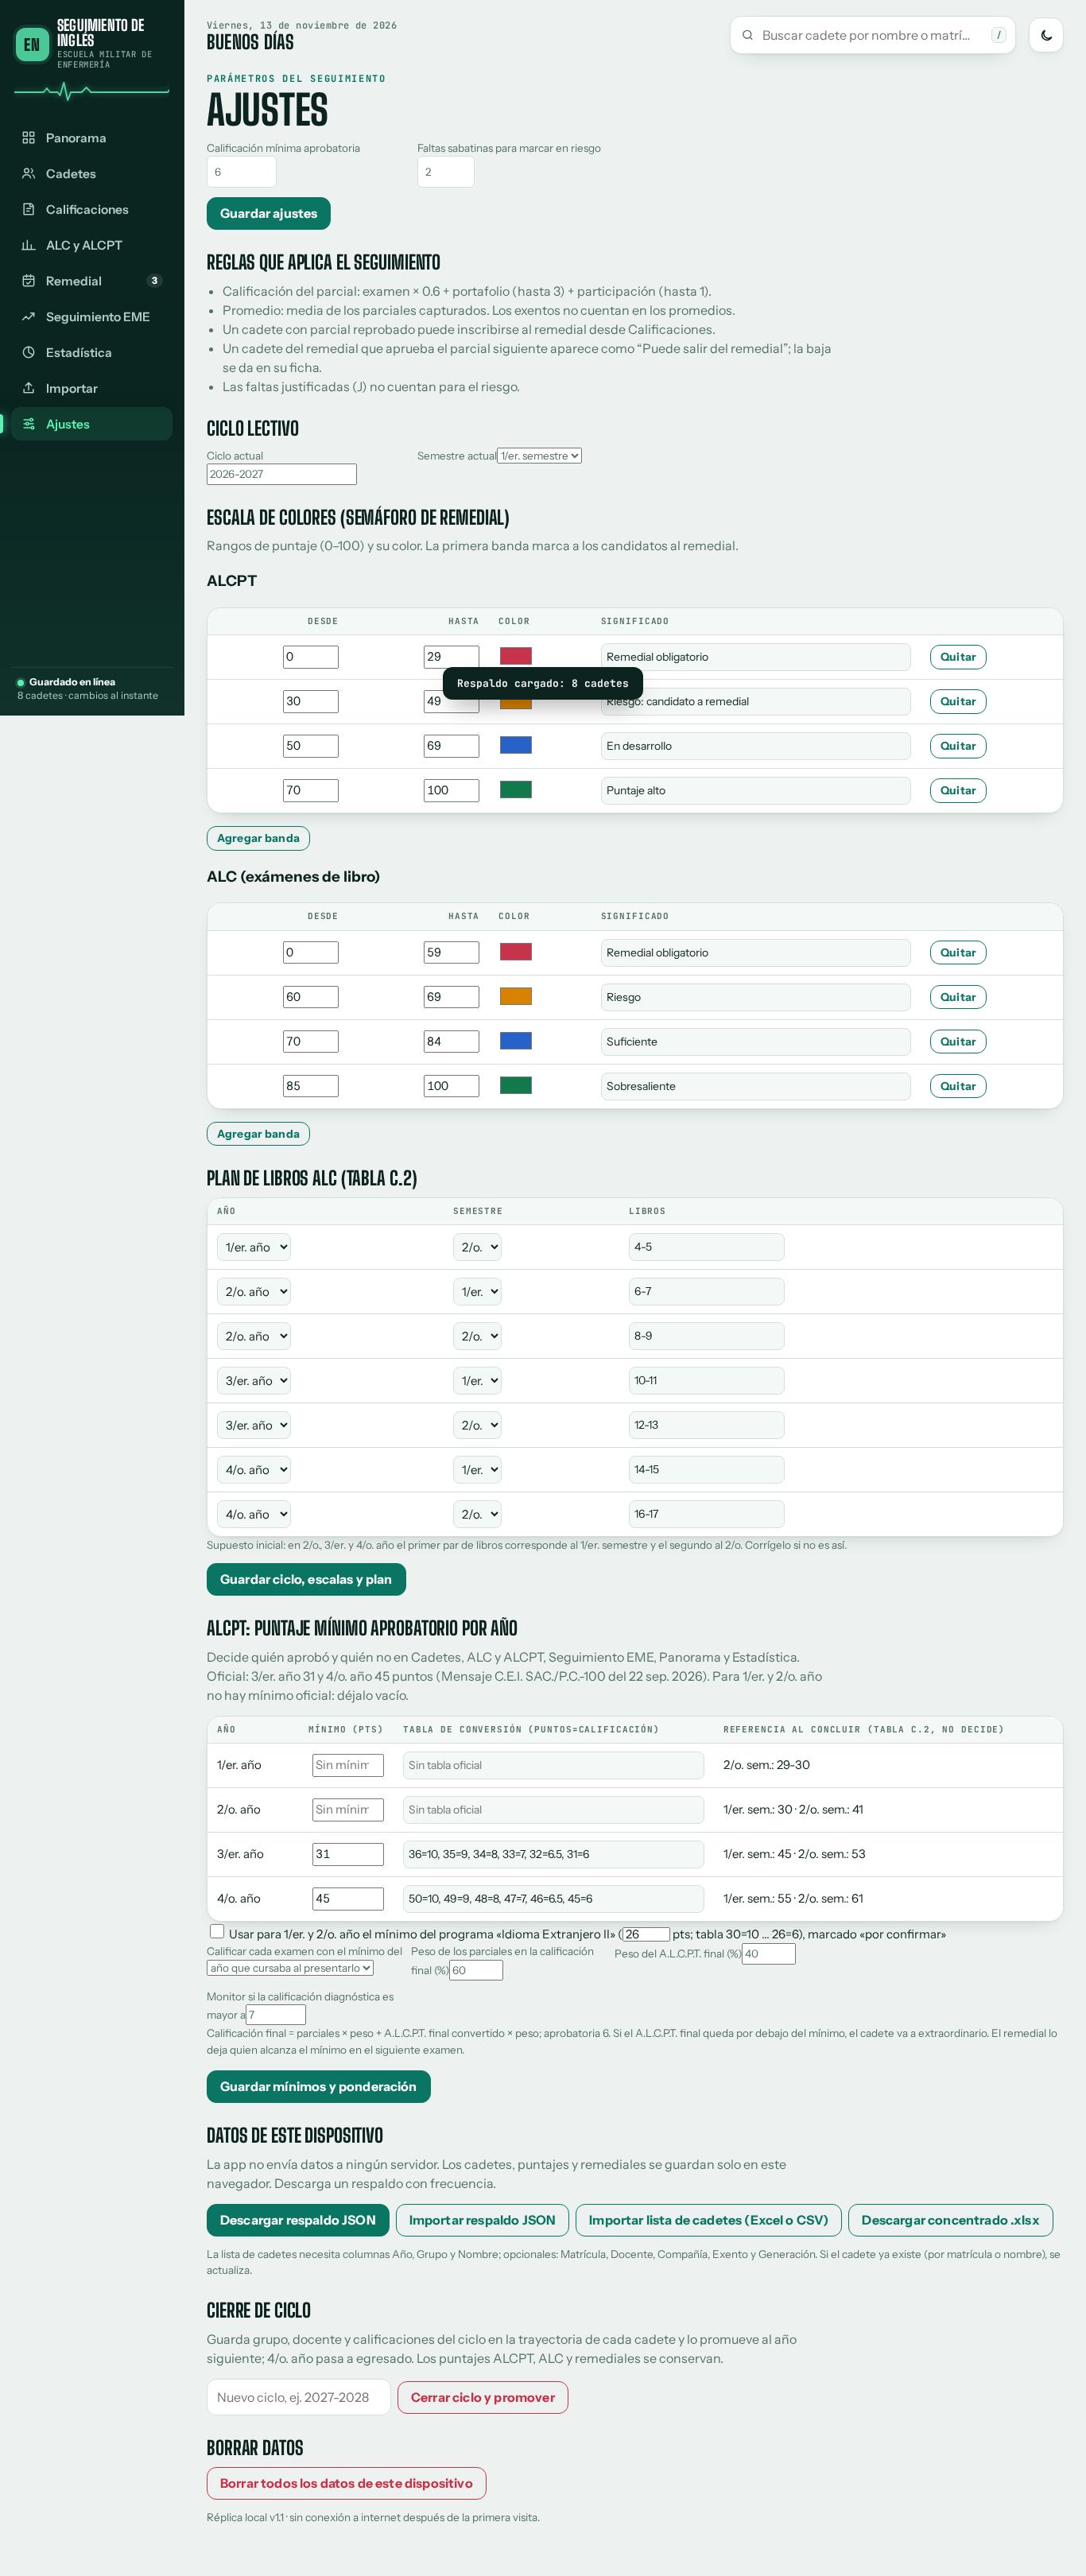 EN
SEGUIMIENTO DE INGLÉS
ESCUELA MILITAR DE ENFERMERÍA
Panorama
Cadetes
Calificaciones
ALC y ALCPT
Remedial 3
Seguimiento EME
Estadística
Importar
Ajustes
Guardado en línea
8 cadetes · cambios al instante
Viernes, 13 de noviembre de 2026
BUENOS DÍAS
Buscar cadete por nombre o matrí... /
PARÁMETROS DEL SEGUIMIENTO
AJUSTES
Calificación mínima aprobatoria
6
Faltas sabatinas para marcar en riesgo
2
Guardar ajustes
REGLAS QUE APLICA EL SEGUIMIENTO
• Calificación del parcial: examen × 0.6 + portafolio (hasta 3) + participación (hasta 1).
• Promedio: media de los parciales capturados. Los exentos no cuentan en los promedios.
• Un cadete con parcial reprobado puede inscribirse al remedial desde Calificaciones.
• Un cadete del remedial que aprueba el parcial siguiente aparece como “Puede salir del remedial”; la baja
se da en su ficha.
• Las faltas justificadas (J) no cuentan para el riesgo.
CICLO LECTIVO
Ciclo actual
2026-2027
Semestre actual 1/er. semestre
ESCALA DE COLORES (SEMÁFORO DE REMEDIAL)
Rangos de puntaje (0–100) y su color. La primera banda marca a los candidatos al remedial.
ALCPT
DESDE HASTA COLOR SIGNIFICADO
0 29 Remedial obligatorio Quitar
Respaldo cargado: 8 cadetes
30 49 Riesgo: candidato a remedial Quitar
50 69 En desarrollo Quitar
70 100 Puntaje alto Quitar
Agregar banda
ALC (exámenes de libro)
DESDE HASTA COLOR SIGNIFICADO
0 59 Remedial obligatorio Quitar
60 69 Riesgo Quitar
70 84 Suficiente Quitar
85 100 Sobresaliente Quitar
Agregar banda
PLAN DE LIBROS ALC (TABLA C.2)
AÑO SEMESTRE LIBROS
1/er. año 2/o. 4-5
2/o. año 1/er. 6-7
2/o. año 2/o. 8-9
3/er. año 1/er. 10-11
3/er. año 2/o. 12-13
4/o. año 1/er. 14-15
4/o. año 2/o. 16-17
Supuesto inicial: en 2/o., 3/er. y 4/o. año el primer par de libros corresponde al 1/er. semestre y el segundo al 2/o. Corrígelo si no es así.
Guardar ciclo, escalas y plan
ALCPT: PUNTAJE MÍNIMO APROBATORIO POR AÑO
Decide quién aprobó y quién no en Cadetes, ALC y ALCPT, Seguimiento EME, Panorama y Estadística.
Oficial: 3/er. año 31 y 4/o. año 45 puntos (Mensaje C.E.I. SAC./P.C.-100 del 22 sep. 2026). Para 1/er. y 2/o. año
no hay mínimo oficial: déjalo vacío.
AÑO MÍNIMO (PTS) TABLA DE CONVERSIÓN (PUNTOS=CALIFICACIÓN) REFERENCIA AL CONCLUIR (TABLA C.2, NO DECIDE)
1/er. año Sin mínim Sin tabla oficial 2/o. sem.: 29-30
2/o. año Sin mínim Sin tabla oficial 1/er. sem.: 30 · 2/o. sem.: 41
3/er. año 31 36=10, 35=9, 34=8, 33=7, 32=6.5, 31=6 1/er. sem.: 45 · 2/o. sem.: 53
4/o. año 45 50=10, 49=9, 48=8, 47=7, 46=6.5, 45=6 1/er. sem.: 55 · 2/o. sem.: 61
Usar para 1/er. y 2/o. año el mínimo del programa «Idioma Extranjero II» (26 pts; tabla 30=10 ... 26=6), marcado «por confirmar»
Calificar cada examen con el mínimo del
año que cursaba al presentarlo
Peso de los parciales en la calificación
final (%) 60
Peso del A.L.C.P.T. final (%) 40
Monitor si la calificación diagnóstica es
mayor a 7
Calificación final = parciales × peso + A.L.C.P.T. final convertido × peso; aprobatoria 6. Si el A.L.C.P.T. final queda por debajo del mínimo, el cadete va a extraordinario. El remedial lo
deja quien alcanza el mínimo en el siguiente examen.
Guardar mínimos y ponderación
DATOS DE ESTE DISPOSITIVO
La app no envía datos a ningún servidor. Los cadetes, puntajes y remediales se guardan solo en este
navegador. Descarga un respaldo con frecuencia.
Descargar respaldo JSON
Importar respaldo JSON
Importar lista de cadetes (Excel o CSV)
Descargar concentrado .xlsx
La lista de cadetes necesita columnas Año, Grupo y Nombre; opcionales: Matrícula, Docente, Compañía, Exento y Generación. Si el cadete ya existe (por matrícula o nombre), se
actualiza.
CIERRE DE CICLO
Guarda grupo, docente y calificaciones del ciclo en la trayectoria de cada cadete y lo promueve al año
siguiente; 4/o. año pasa a egresado. Los puntajes ALCPT, ALC y remediales se conservan.
Nuevo ciclo, ej. 2027-2028
Cerrar ciclo y promover
BORRAR DATOS
Borrar todos los datos de este dispositivo
Réplica local v1.1 · sin conexión a internet después de la primera visita.